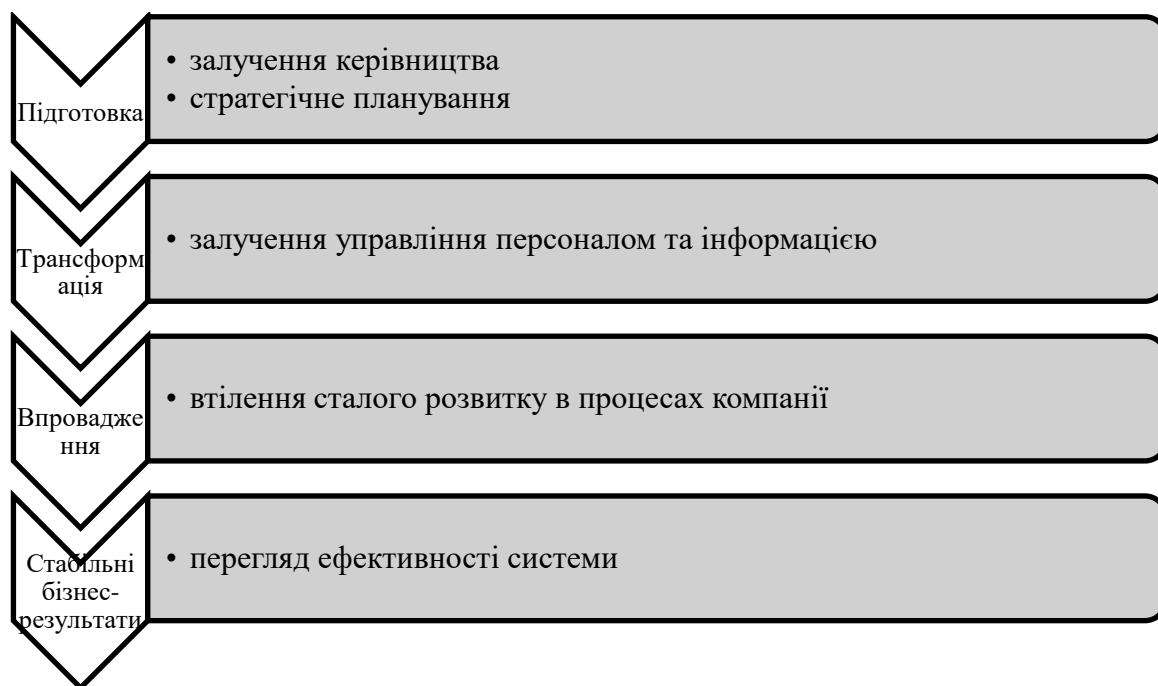 Підготовка
• залучення керівництва
• стратегічне планування
Трансформ
ація
• залучення управління персоналом та інформацією
Впровадже
ння
• втілення сталого розвитку в процесах компанії
Стабільні
бізнес-
результати
• перегляд ефективності системи